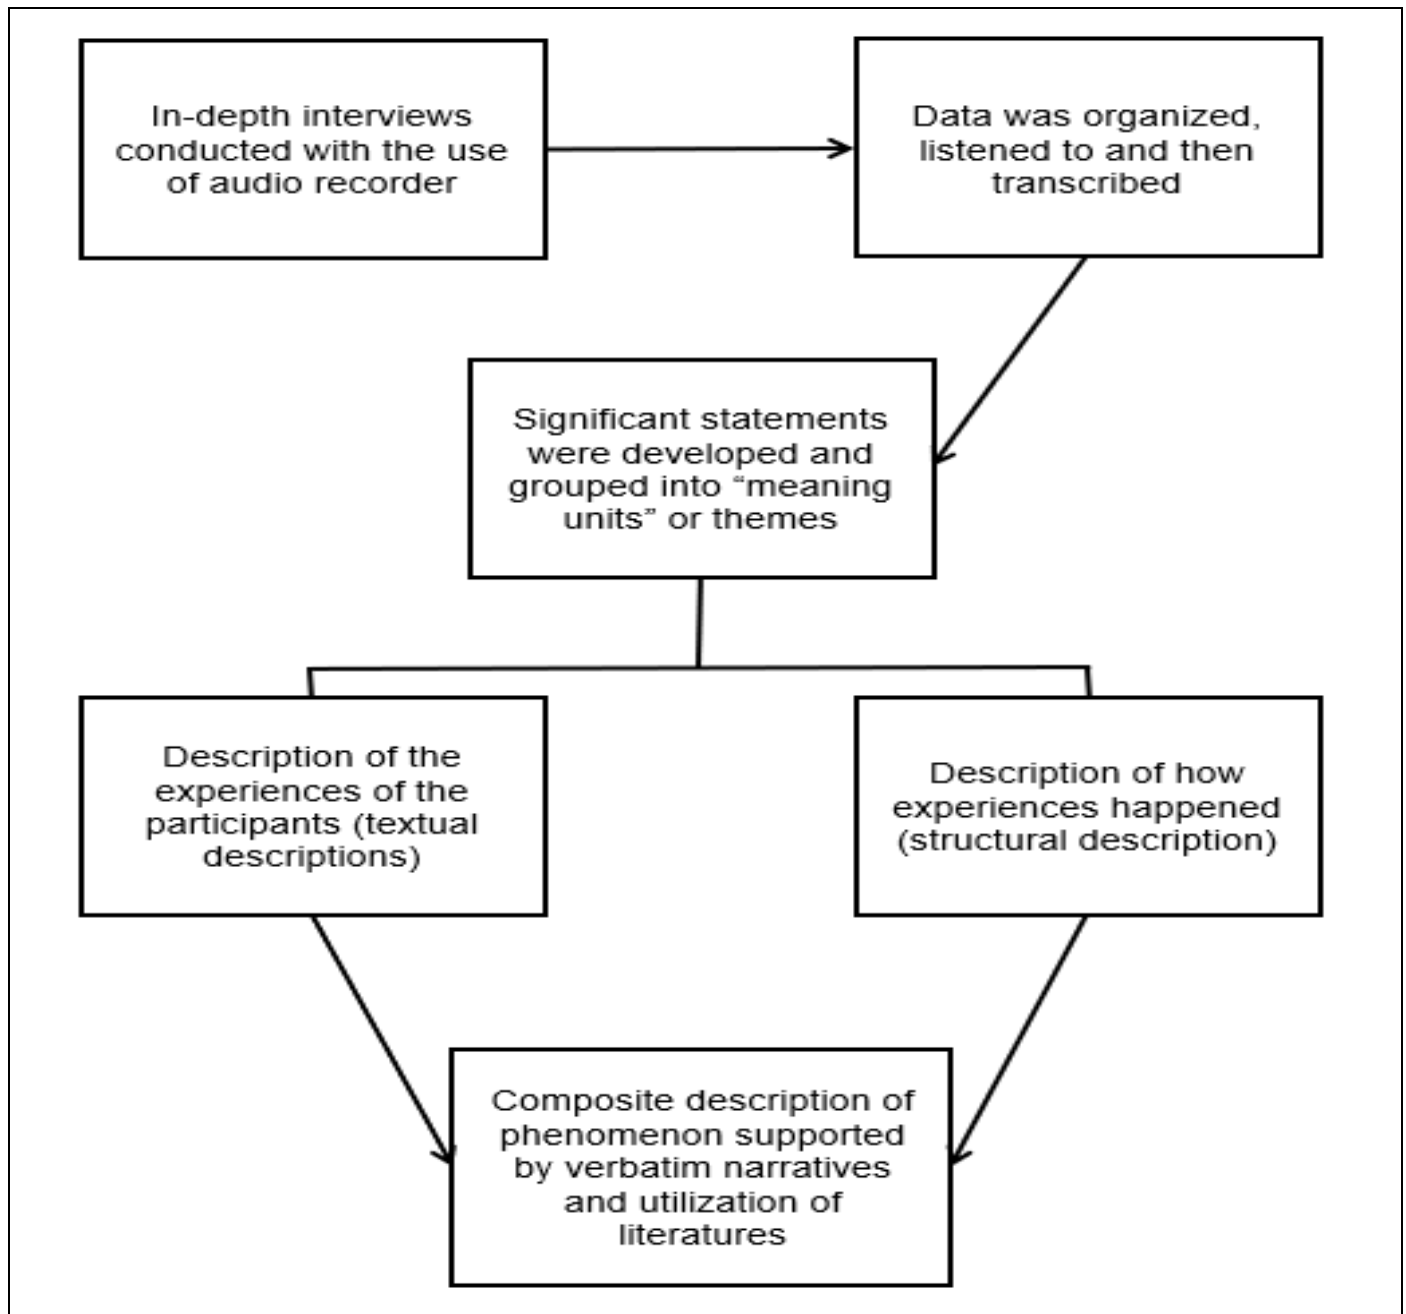 In-depth interviews
conducted with the use
of audio recorder
Data was organized,
listened to and then
transcribed
Significant statements
were developed and
grouped into “meaning
units” or themes
Description of the
experiences of the
participants (textual
descriptions)
Description of how
experiences happened
(structural description)
Composite description of
phenomenon supported
by verbatim narratives
and utilization of
literatures